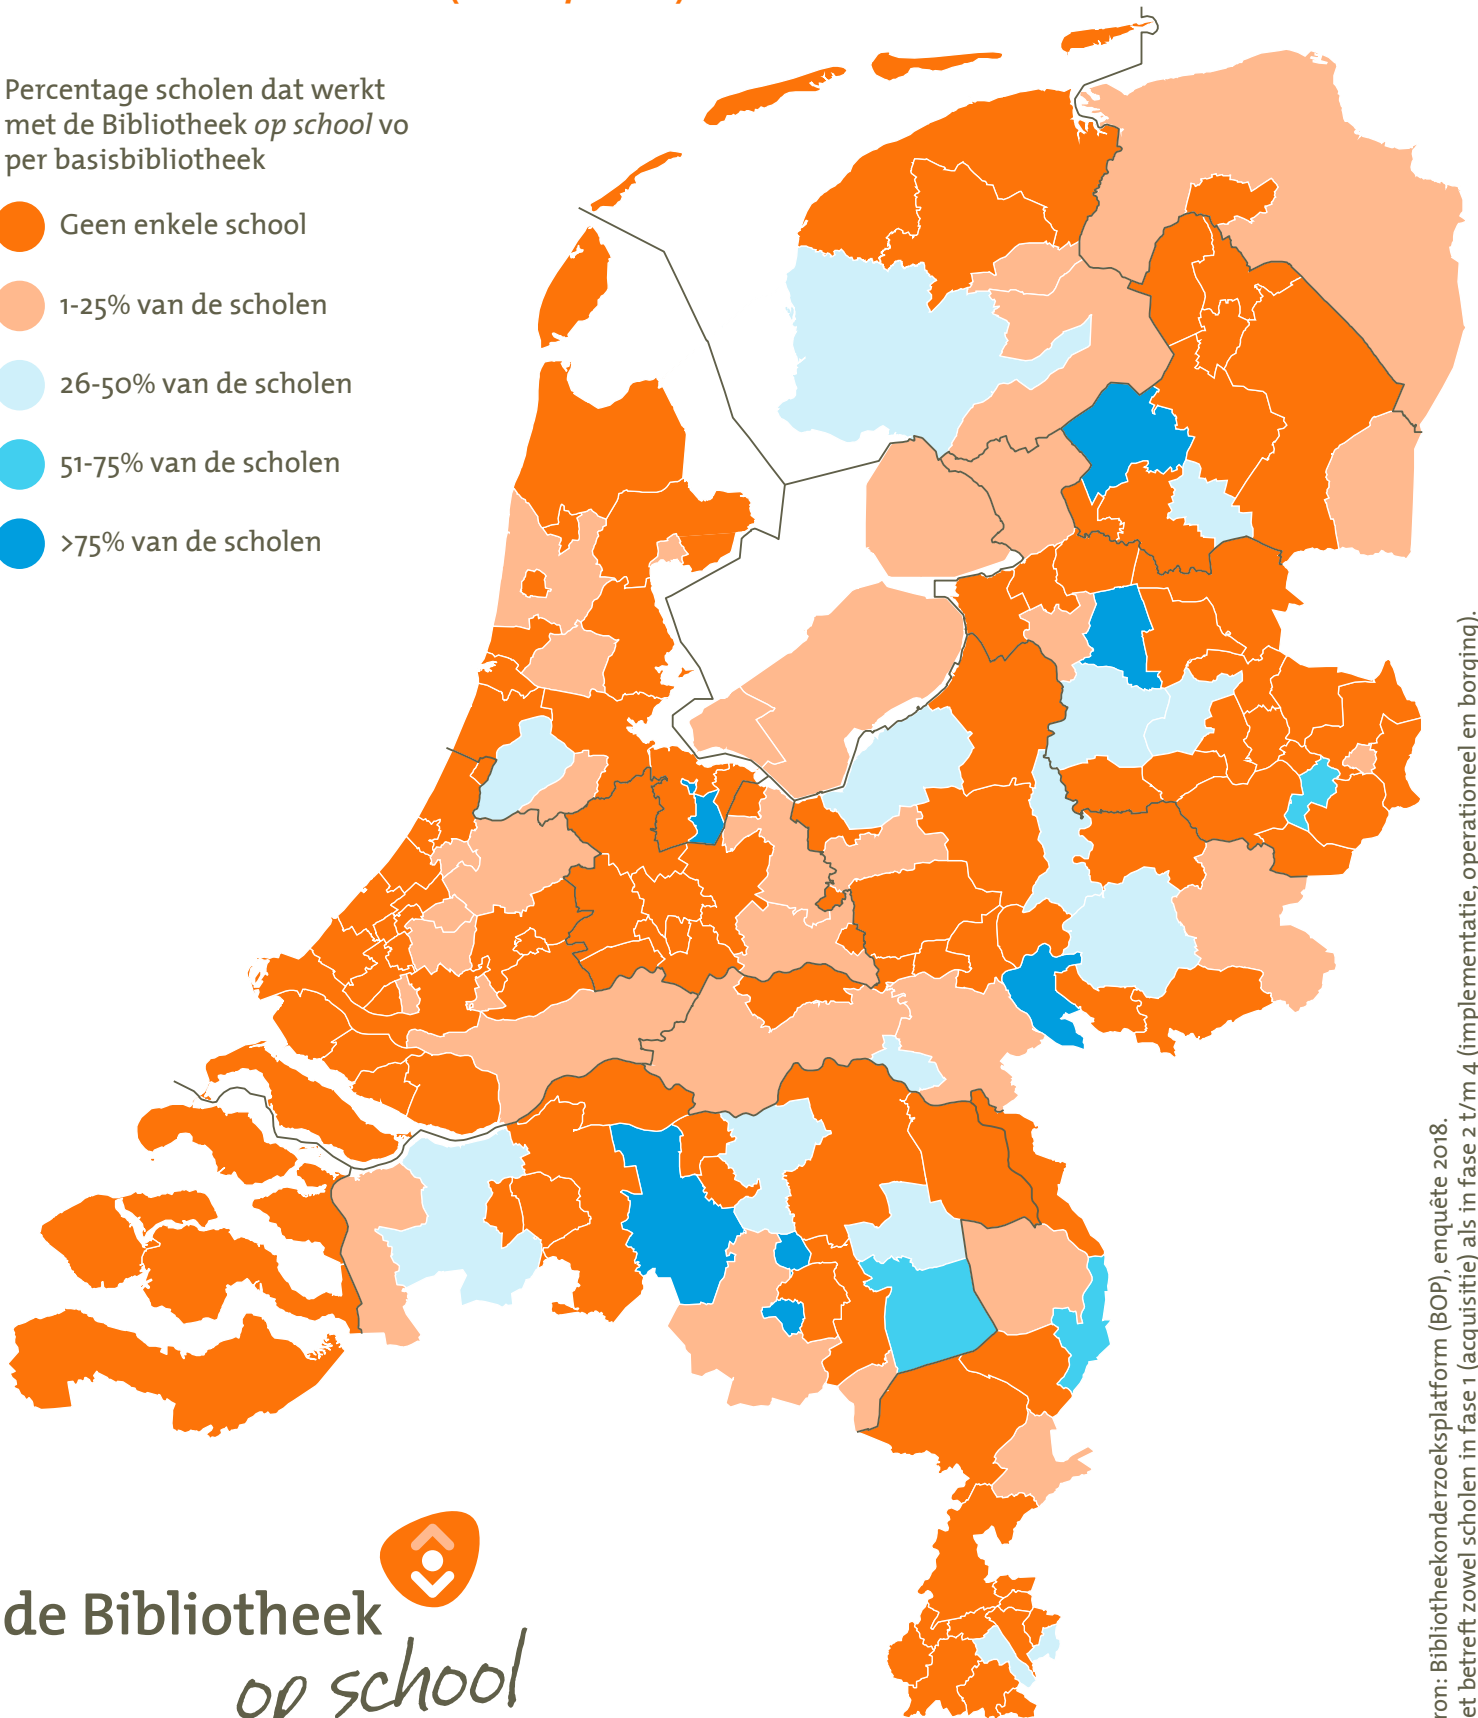 Percentage scholen dat werkt
met de Bibliotheek op school vo
per basisbibliotheek
Geen enkele school
1-25% van de scholen
26-50% van de scholen
51-75% van de scholen
>75% van de scholen
de Bibliotheek
op school
ron: Bibliotheekonderzoeksplatform (BOP), enquête 2018.
et betreft zowel scholen in fase 1 (acquisitie) als in fase 2 t/m 4 (implementatie, operationeel en borging).